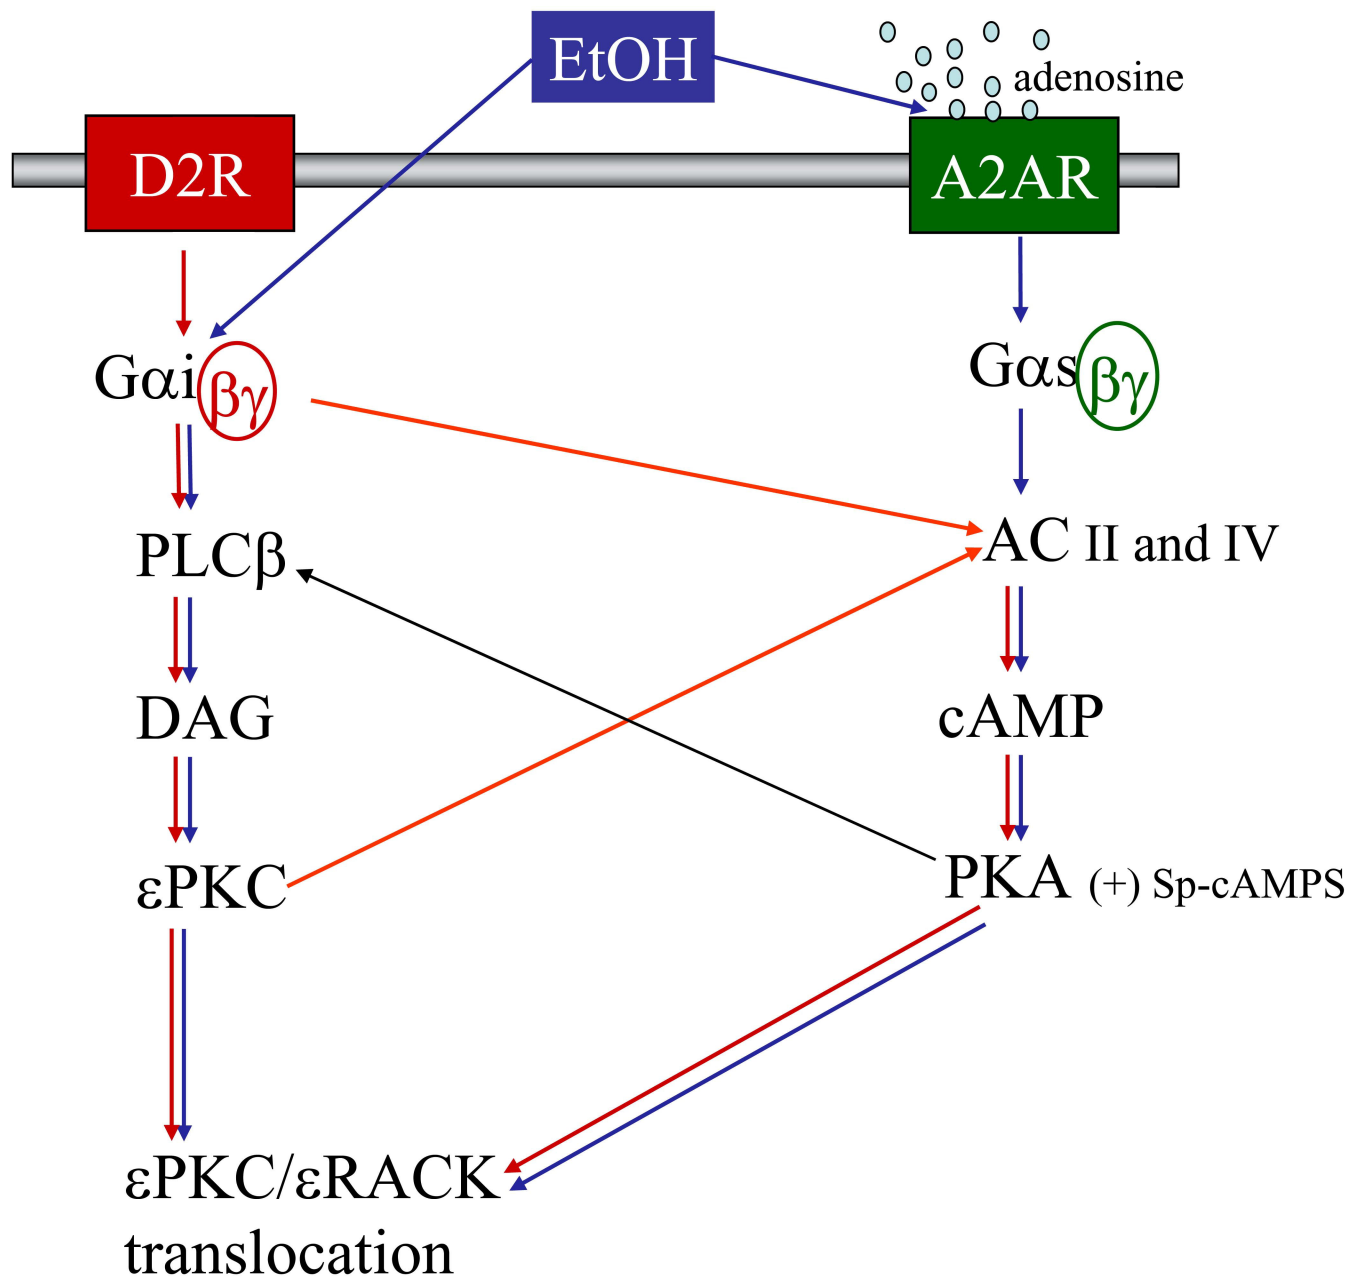 EtOH
adenosine
D2R
A2AR
Gαi βγ
Gαs βγ
PLCβ
AC II and IV
DAG
cAMP
εPKC
PKA (+) Sp-cAMPS
εPKC/εRACK
translocation